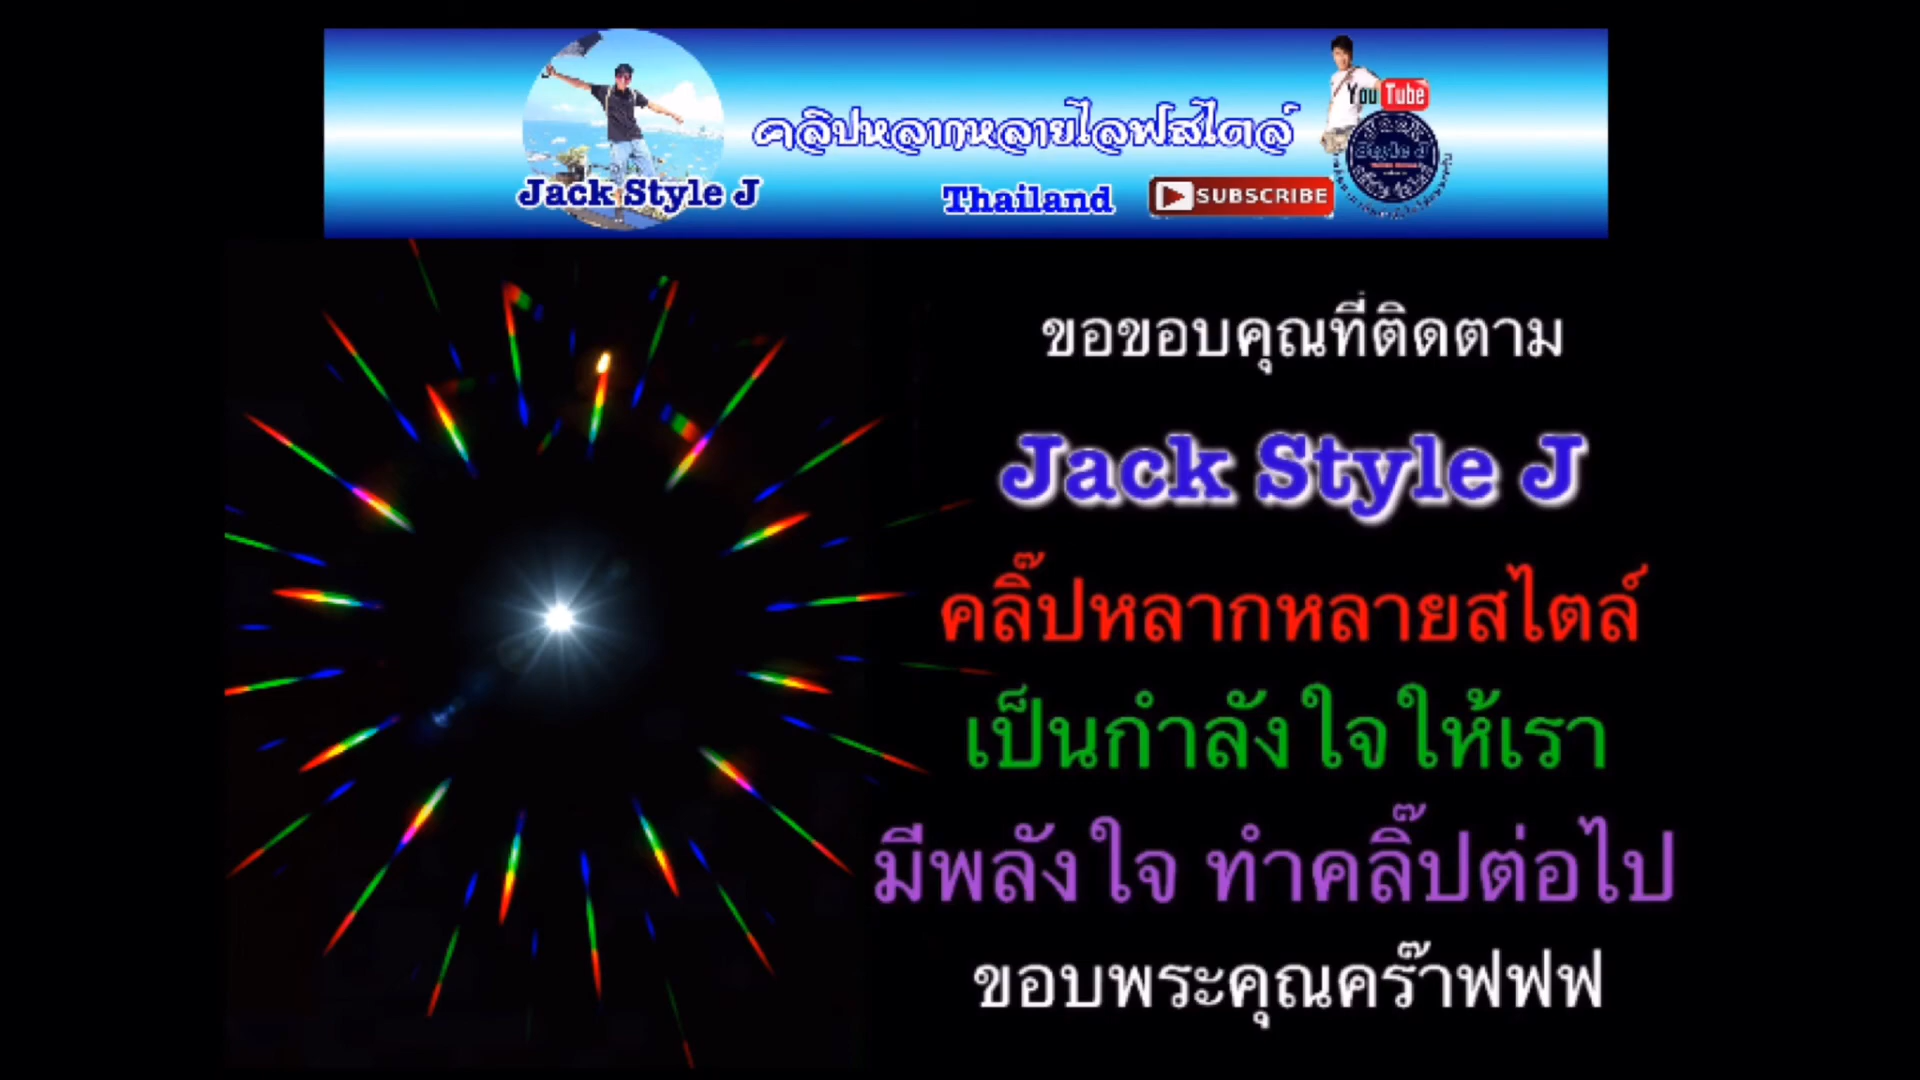 คลิปหลากหลายไลฟสไตล์
You Tube
Style J
Jack Style J
Thailand
SUBSCRIBE
ขอขอบคุณที่ติดตาม
Jack Style J
คลิ๊ปหลากหลายสไตล์
เป็นกำลังใจให้เรา
มีพลังใจ ทำคลิ๊ปต่อไป
ขอบพระคุณคร๊าฟฟฟ